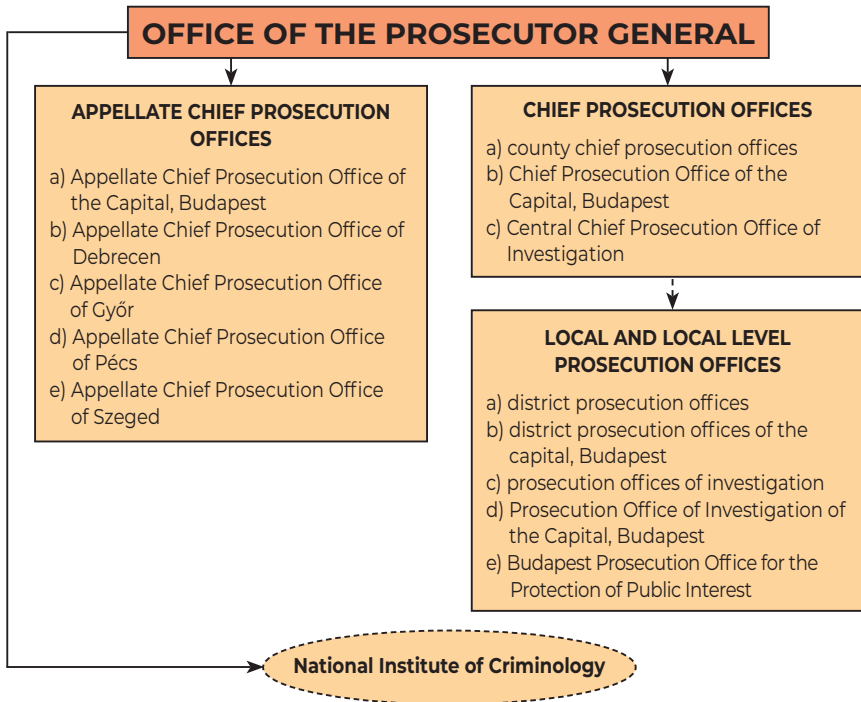 OFFICE OF THE PROSECUTOR GENERAL
APPELLATE CHIEF PROSECUTION
OFFICES
a) Appellate Chief Prosecution Office of
the Capital, Budapest
b) Appellate Chief Prosecution Office of
Debrecen
c) Appellate Chief Prosecution Office
of Győr
d) Appellate Chief Prosecution Office
of Pécs
e) Appellate Chief Prosecution Office
of Szeged
CHIEF PROSECUTION OFFICES
a) county chief prosecution offices
b) Chief Prosecution Office of the
Capital, Budapest
c) Central Chief Prosecution Office of
Investigation
LOCAL AND LOCAL LEVEL
PROSECUTION OFFICES
a) district prosecution offices
b) district prosecution offices of the
capital, Budapest
c) prosecution offices of investigation
d) Prosecution Office of Investigation of
the Capital, Budapest
e) Budapest Prosecution Office for the
Protection of Public Interest
National Institute of Criminology